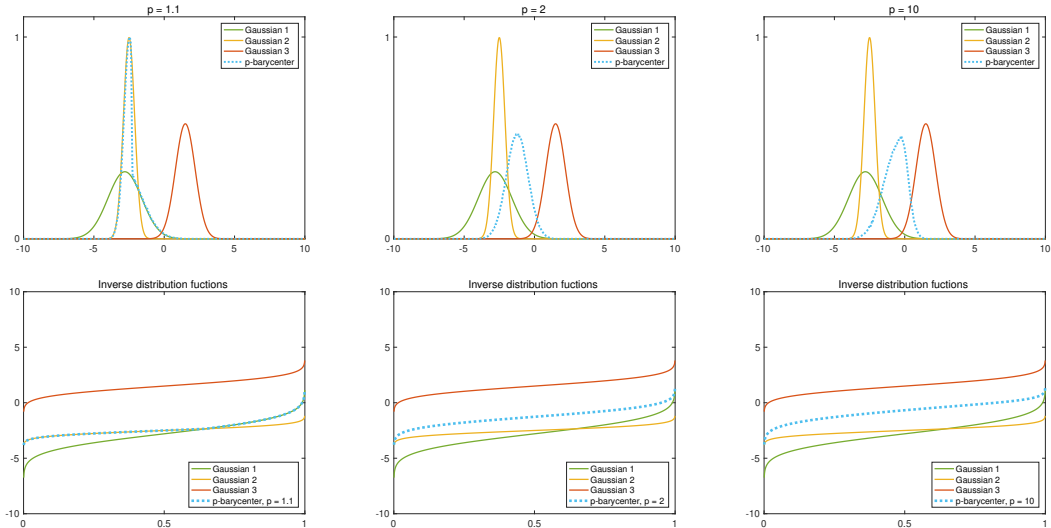 p = 1.1
1
0
-10 -5 0 5 10
Gaussian 1
Gaussian 2
Gaussian 3
p-barycenter
p = 2
1
0
-10 -5 0 5 10
Gaussian 1
Gaussian 2
Gaussian 3
p-barycenter
p = 10
1
0
-10 -5 0 5 10
Gaussian 1
Gaussian 2
Gaussian 3
p-barycenter
Inverse distribution fuctions
10
5
0
-5
-10
0 0.5 1
Gaussian 1
Gaussian 2
Gaussian 3
p-barycenter, p = 1.1
Inverse distribution fuctions
10
5
0
-5
-10
0 0.5 1
Gaussian 1
Gaussian 2
Gaussian 3
p-barycenter, p = 2
Inverse distribution fuctions
10
5
0
-5
-10
0 0.5 1
Gaussian 1
Gaussian 2
Gaussian 3
p-barycenter, p = 10